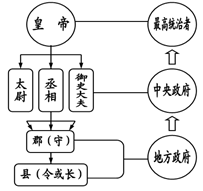 皇帝
最高统治者
太尉
丞相
御史大夫
中央政府
郡（守）
地方政府
县（令或长）